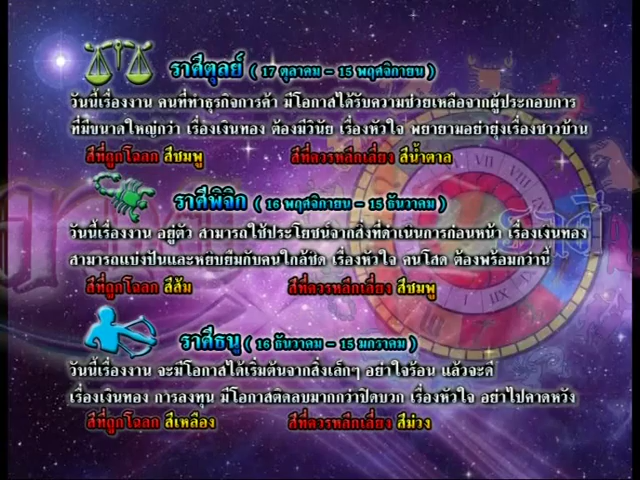 ราศีตุลย์ ( 17 ตุลาคม - 15 พฤศจิกายน )
วันนี้เรื่องงาน คนที่ทำธุรกิจการค้า มีโอกาสได้รับความช่วยเหลือจากผู้ประกอบการ
ที่มีขนาดใหญ่กว่า เรื่องเงินทอง ต้องมีวินัย เรื่องหัวใจ พยายามอย่ายุ่งเรื่องชาวบ้าน
สีที่ถูกโฉลก สีชมพู สีที่ควรหลีกเลี่ยง สีน้ำตาล
ราศีพิจิก ( 16 พฤศจิกายน - 15 ธันวาคม )
วันนี้เรื่องงาน อยู่ตัว สามารถใช้ประโยชน์จากสิ่งที่ดำเนินการก่อนหน้า เรื่องเงินทอง
สามารถแบ่งปันและหยิบยืมกับคนใกล้ชิด เรื่องหัวใจ คนโสด ต้องพร้อมกว่านี้
สีที่ถูกโฉลก สีส้ม สีที่ควรหลีกเลี่ยง สีชมพู
ราศีธนู ( 16 ธันวาคม - 15 มกราคม )
วันนี้เรื่องงาน จะมีโอกาสได้เริ่มต้นจากสิ่งเล็กๆ อย่าใจร้อน แล้วจะดี
เรื่องเงินทอง การลงทุน มีโอกาสติดลบมากกว่าปิดบวก เรื่องหัวใจ อย่าไปคาดหวัง
สีที่ถูกโฉลก สีเหลือง สีที่ควรหลีกเลี่ยง สีม่วง